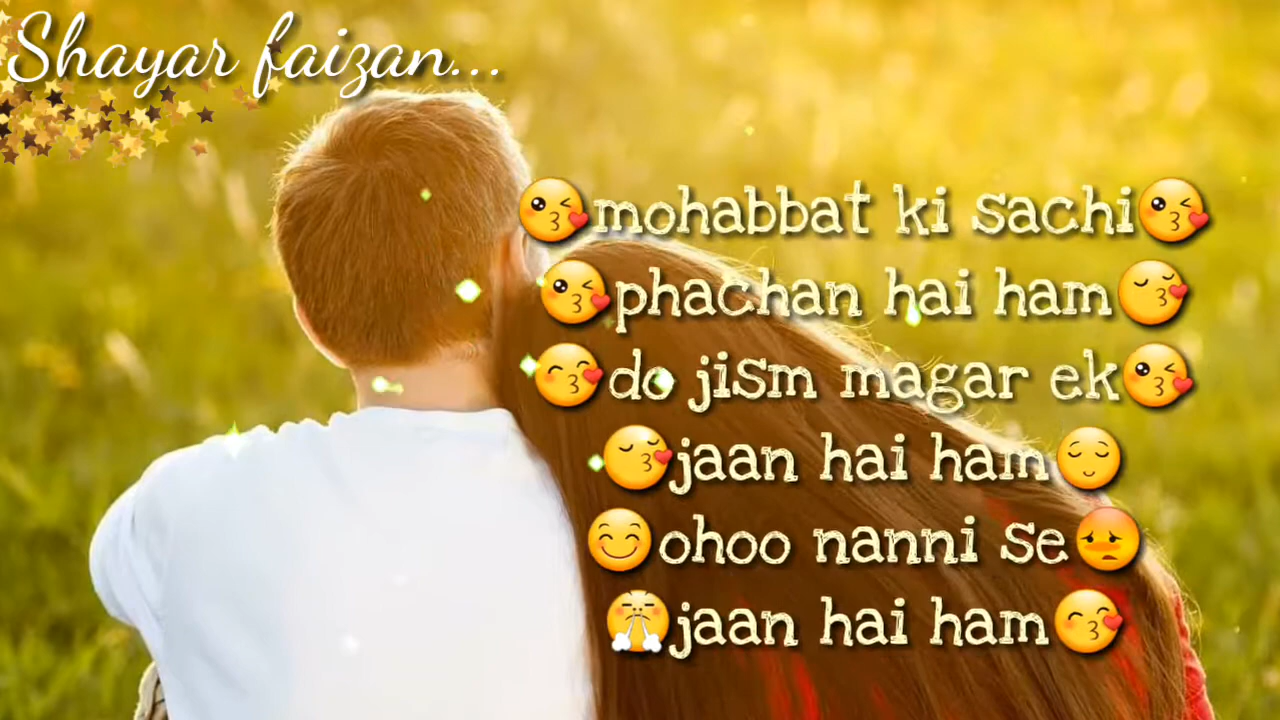 Shayar faizan...
😘mohabbat ki sachi😘
😘phachan hai ham😚
😙do jism magar ek😘
😚jaan hai ham😌
😊ohoo nanni se😳
😤jaan hai ham😙